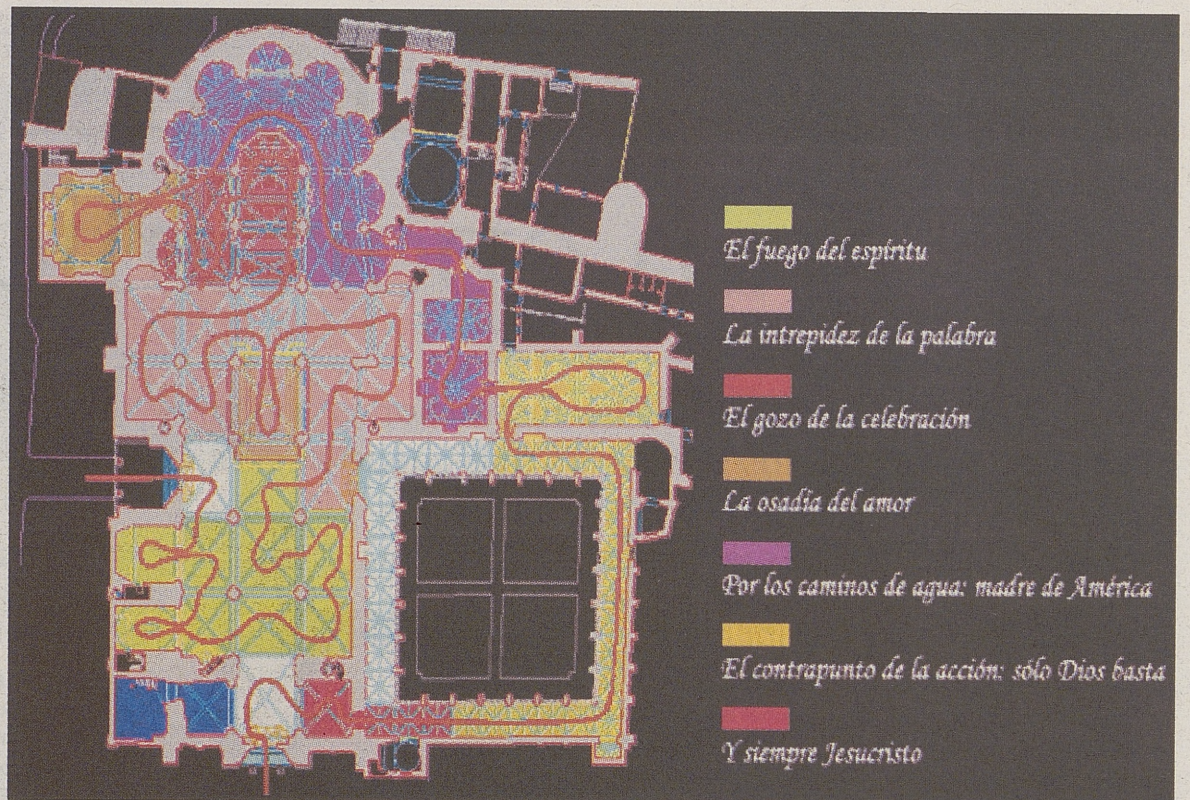 El fuego del espíritu
La intrepidez de la palabra
El gozo de la celebración
La osadía del amor
Por los caminos de agua: madre de América
El contrapunto de la acción: sólo Dios basta
Y siempre Jesucristo